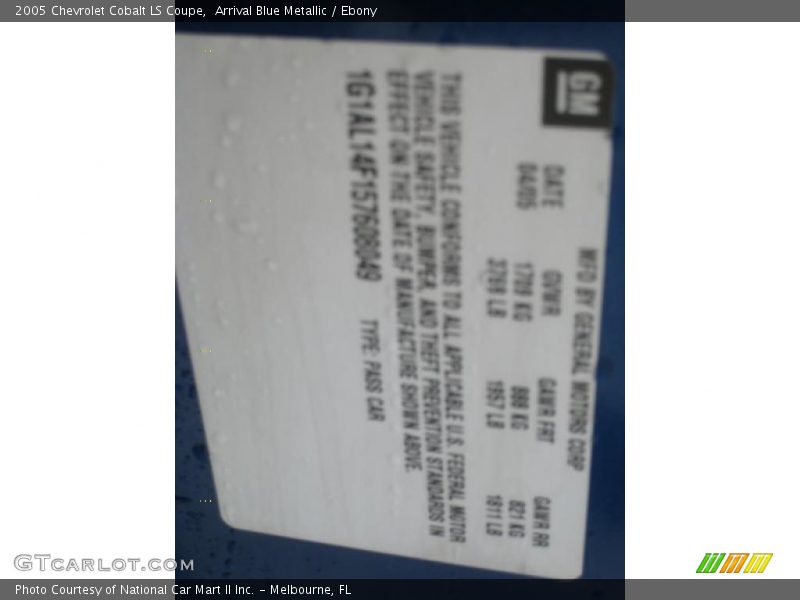 2005 Chevrolet Cobalt LS Coupe,  Arrival Blue Metallic / Ebony
GM
MFD BY GENERAL MOTORS CORP
DATE GVWR GAWR FRT GAWR RR
04/05 1709 KG 888 KG 821 KG
3768 LB 1957 LB 1811 LB
THIS VEHICLE CONFORMS TO ALL APPLICABLE U.S. FEDERAL MOTOR
VEHICLE SAFETY, BUMPER, AND THEFT PREVENTION STANDARDS IN
EFFECT ON THE DATE OF MANUFACTURE SHOWN ABOVE.
1G1AL14F157608049 TYPE: PASS CAR
GTcarlot.com
Photo Courtesy of National Car Mart II Inc. - Melbourne, FL